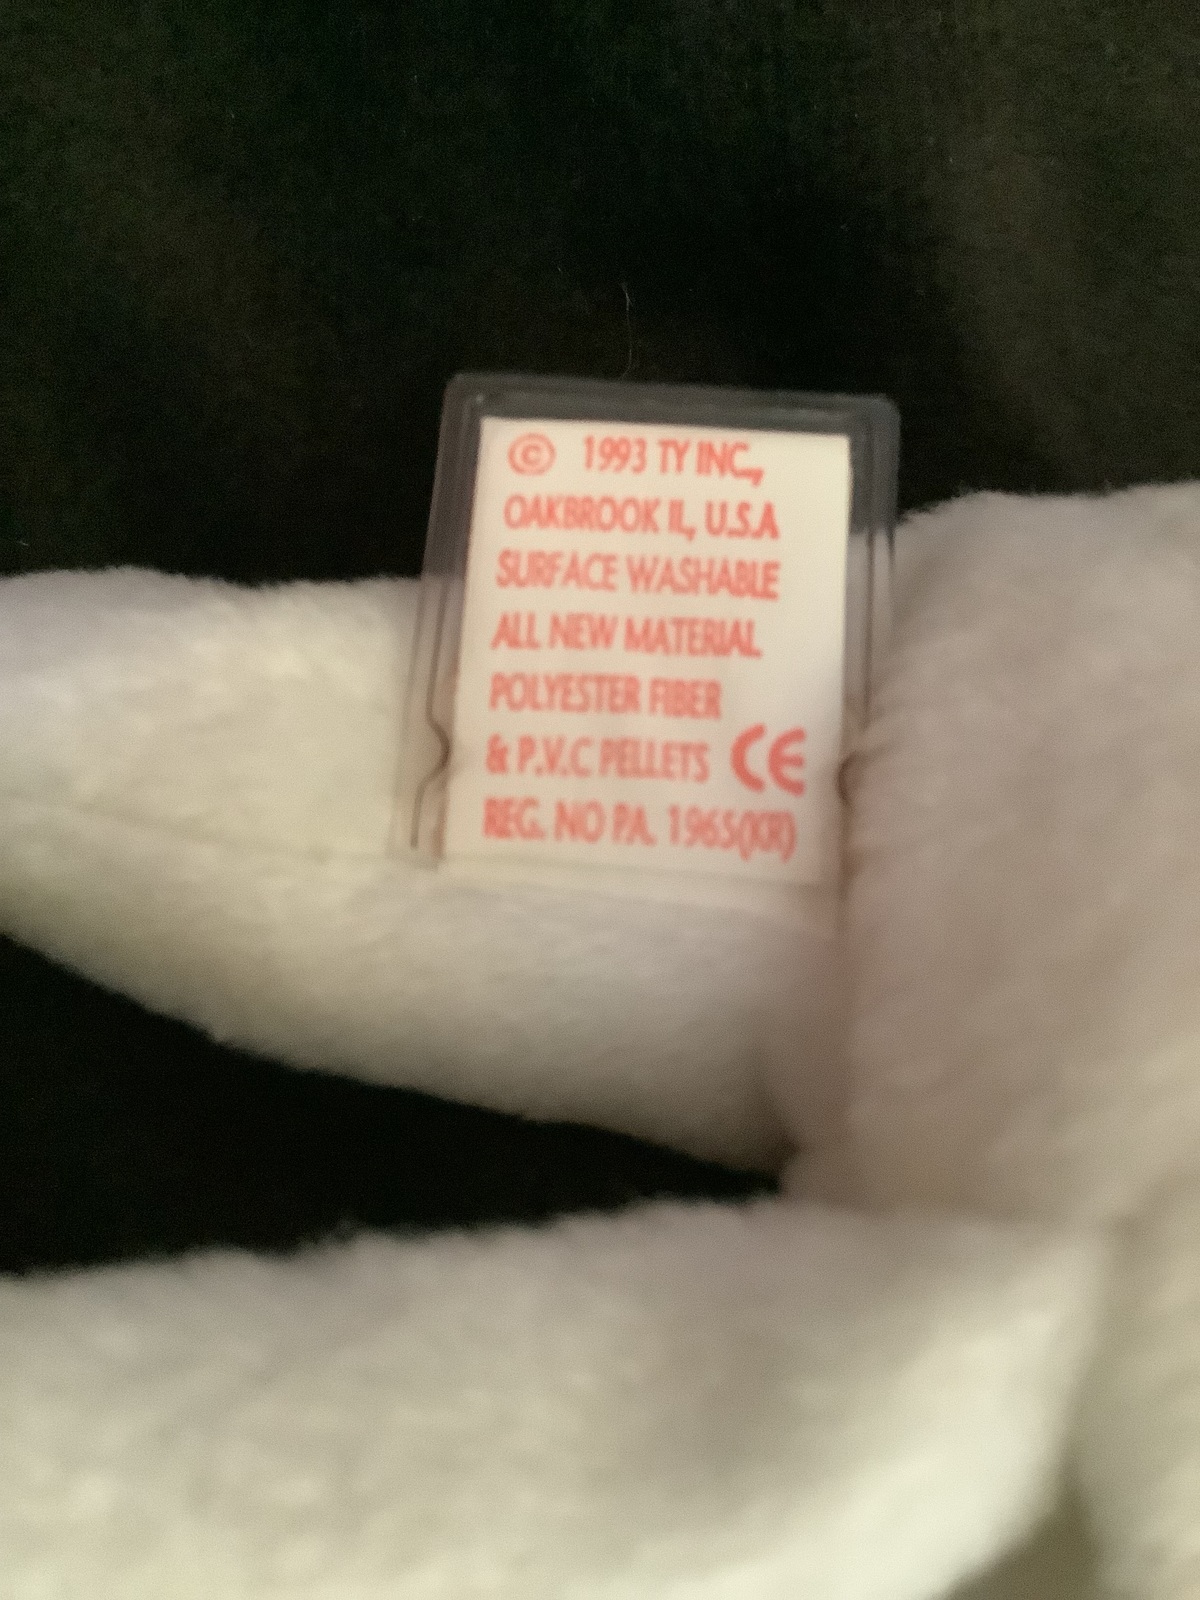 © 1993 TY INC.,
OAKBROOK IL, U.S.A
SURFACE WASHABLE
ALL NEW MATERIAL
POLYESTER FIBER
& P.V.C PELLETS CE
REG. NO PA. 1965(KR)